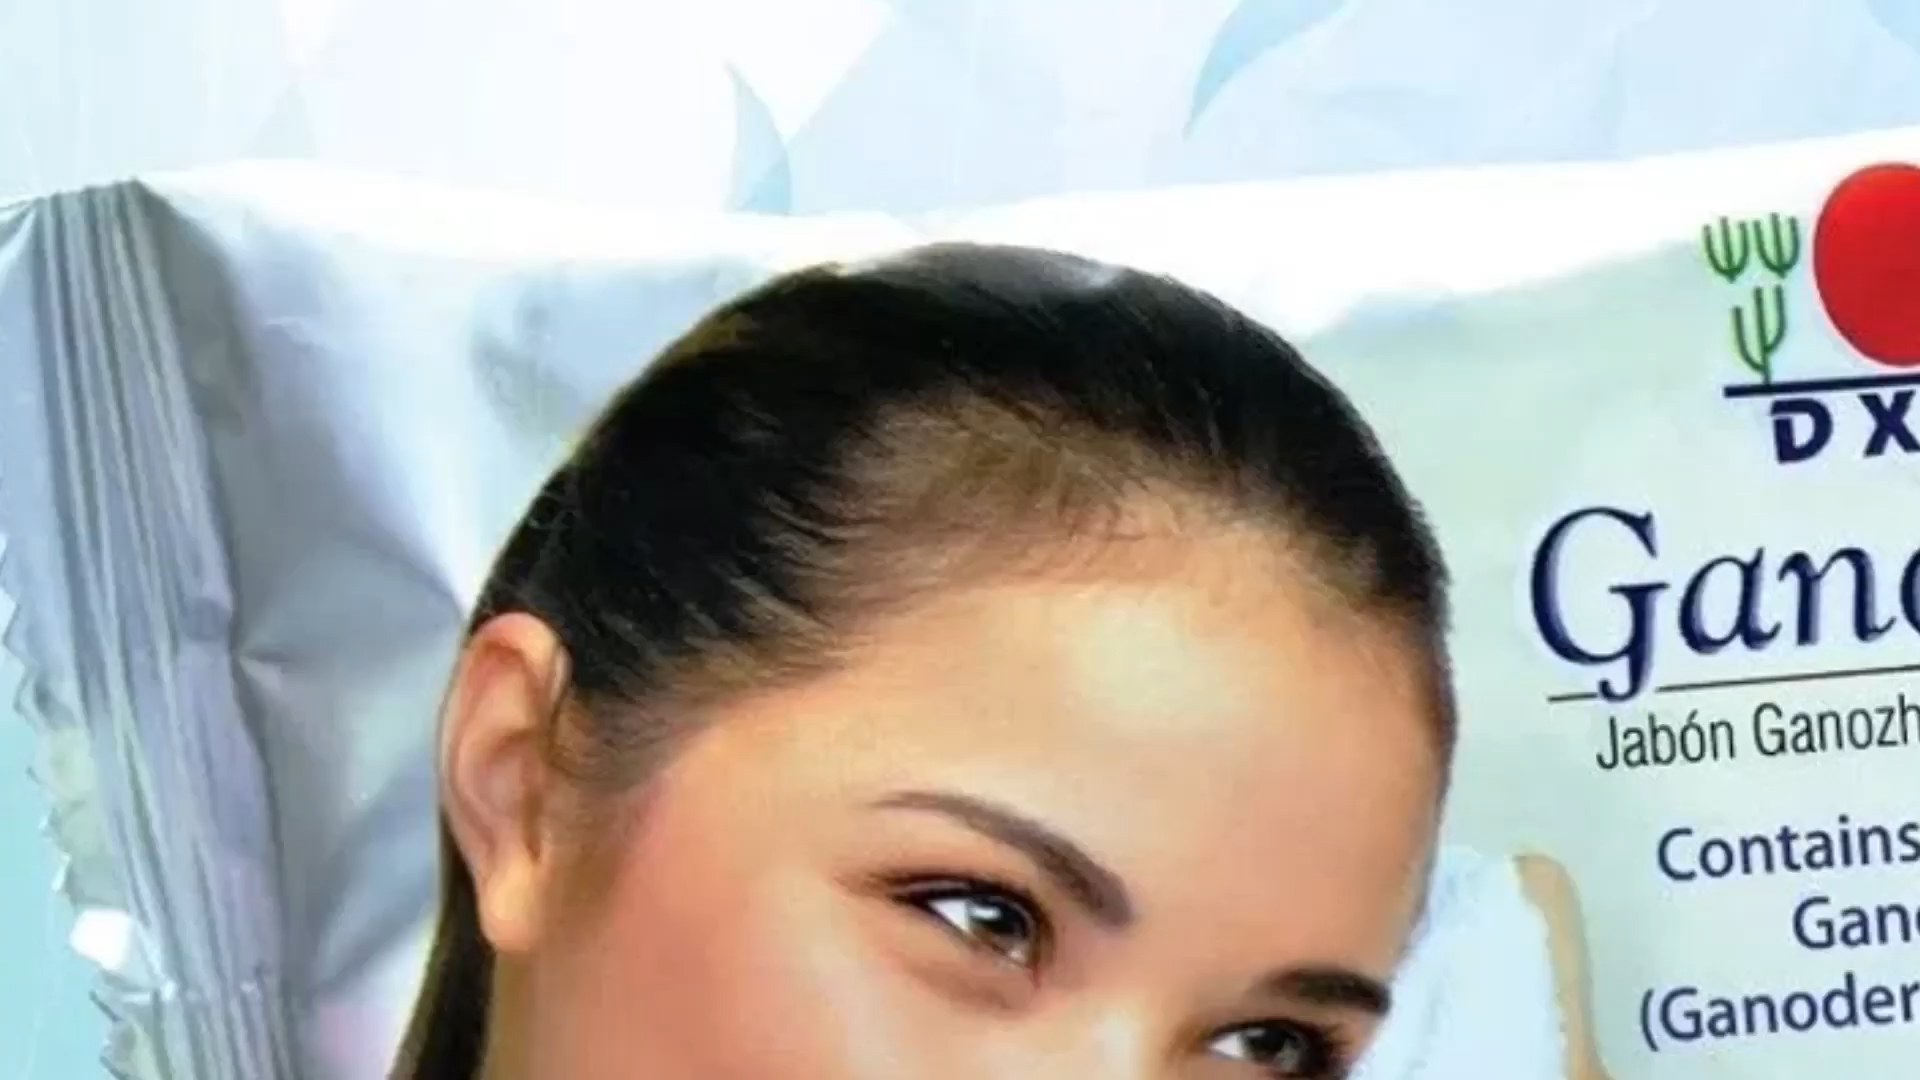 DX
Gano
Jabón Ganozh
Contains
Gano
(Ganoder